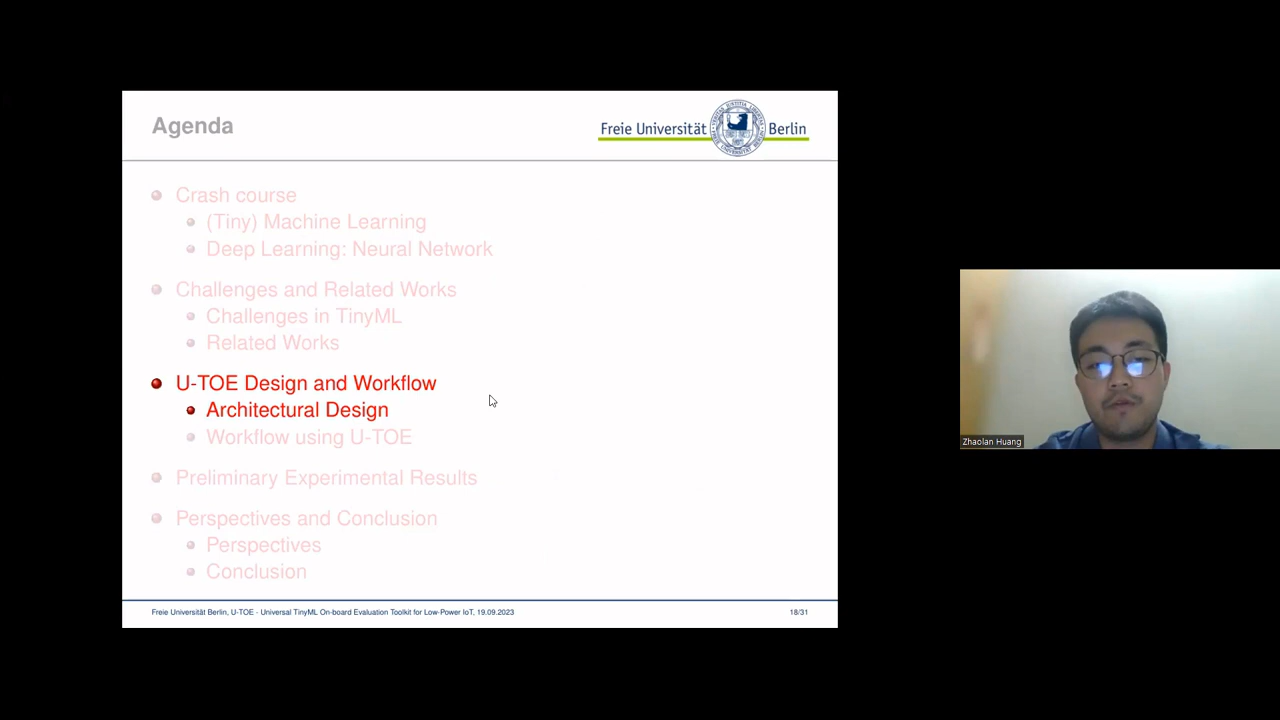 Agenda
Freie Universität Berlin
Crash course
(Tiny) Machine Learning
Deep Learning: Neural Network
Challenges and Related Works
Challenges in TinyML
Related Works
U-TOE Design and Workflow
Architectural Design
Workflow using U-TOE
Preliminary Experimental Results
Perspectives and Conclusion
Perspectives
Conclusion
Freie Universität Berlin, U-TOE - Universal TinyML On-board Evaluation Toolkit for Low-Power IoT, 19.09.2023
18/31
Zhaolan Huang